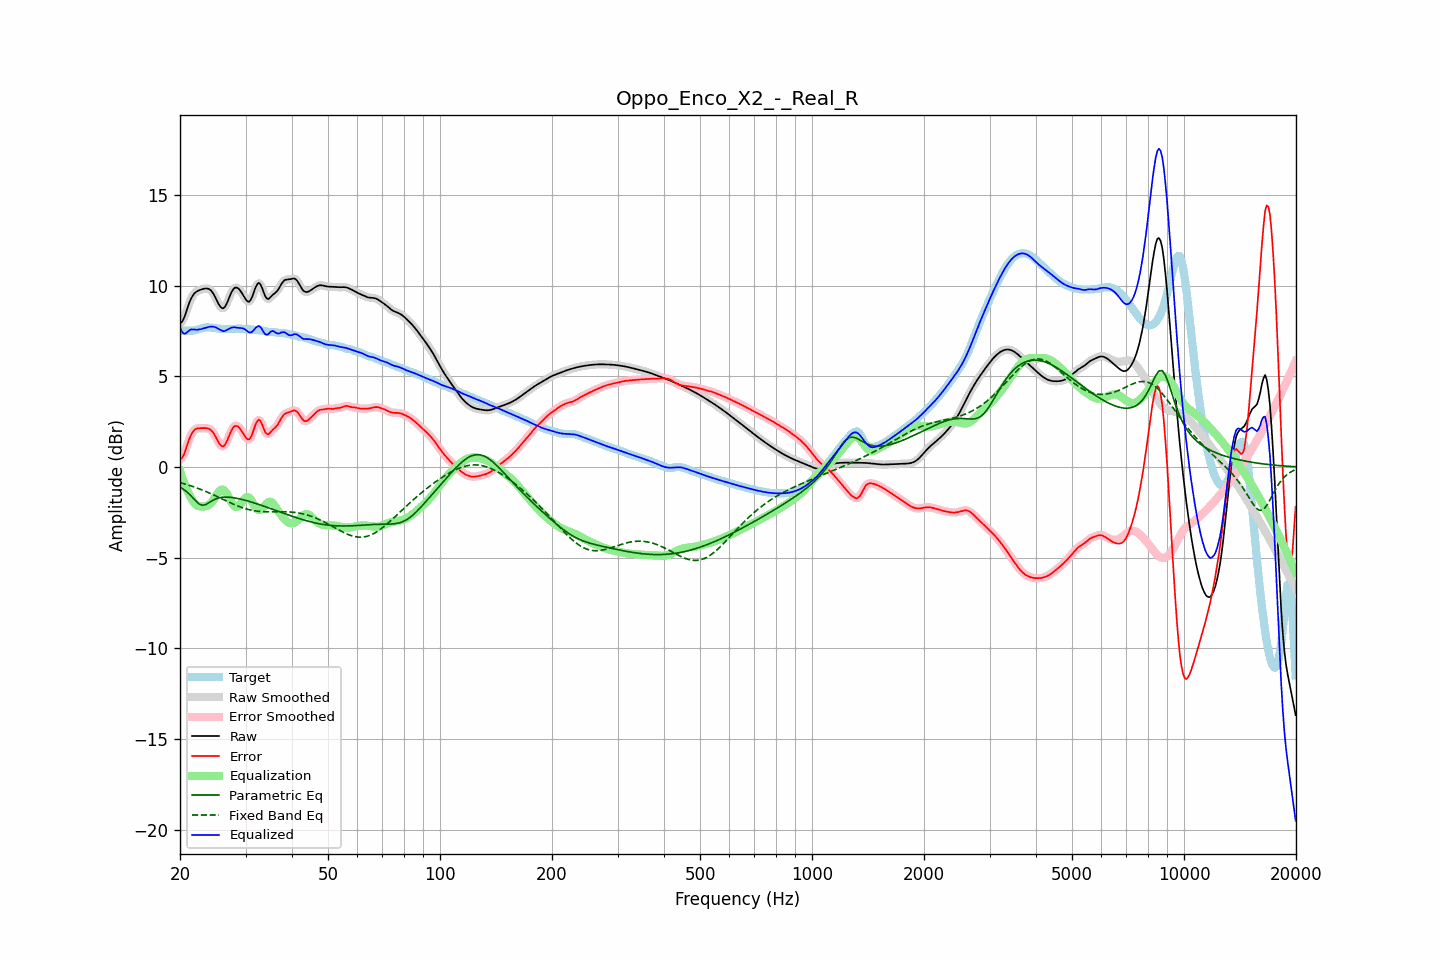 Oppo_Enco_X2_-_Real_R
Amplitude (dBr)
15
10
5
0
−5
−10
−15
−20
Target
Raw Smoothed
Error Smoothed
Raw
Error
Equalization
Parametric Eq
Fixed Band Eq
Equalized
20 50 100 200 500 1000 2000 5000 10000 20000
Frequency (Hz)